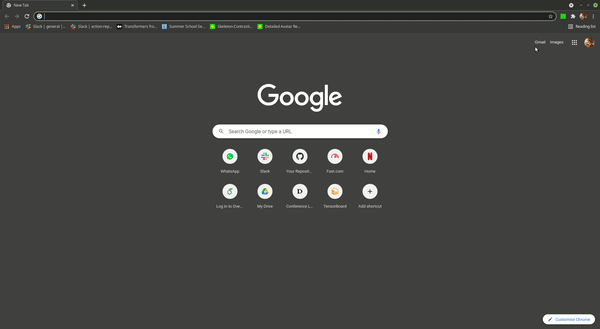 New Tab
Apps Slack | general |... Slack | action-rep... Transformers fro... Summer School Ge... Skeleton-Contrast... Detailed Avatar Re... Reading list
Gmail Images
Google
Search Google or type a URL
WhatsApp Slack Your Reposit... Fast.com Home
Log in to Ove... My Drive Conference L... TensorBoard Add shortcut
Customise Chrome